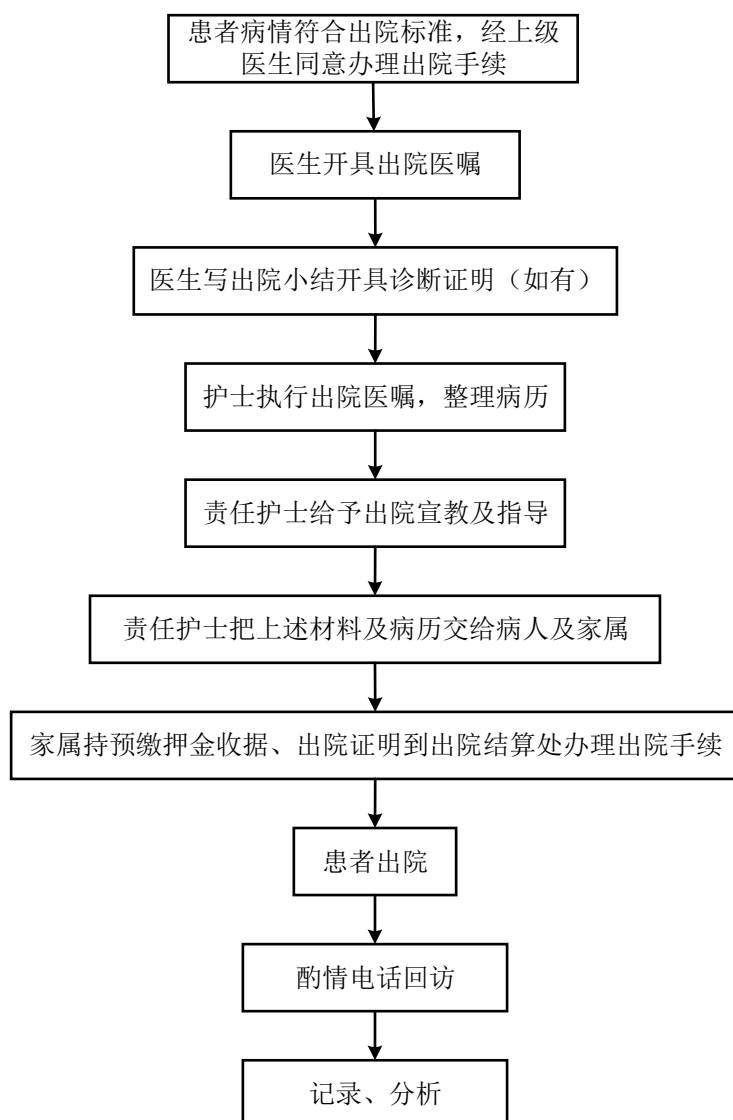 患者病情符合出院标准，经上级
医生同意办理出院手续
医生开具出院医嘱
医生写出院小结开具诊断证明（如有）
护士执行出院医嘱，整理病历
责任护士给予出院宣教及指导
责任护士把上述材料及病历交给病人及家属
家属持预缴押金收据、出院证明到出院结算处办理出院手续
患者出院
酌情电话回访
记录、分析